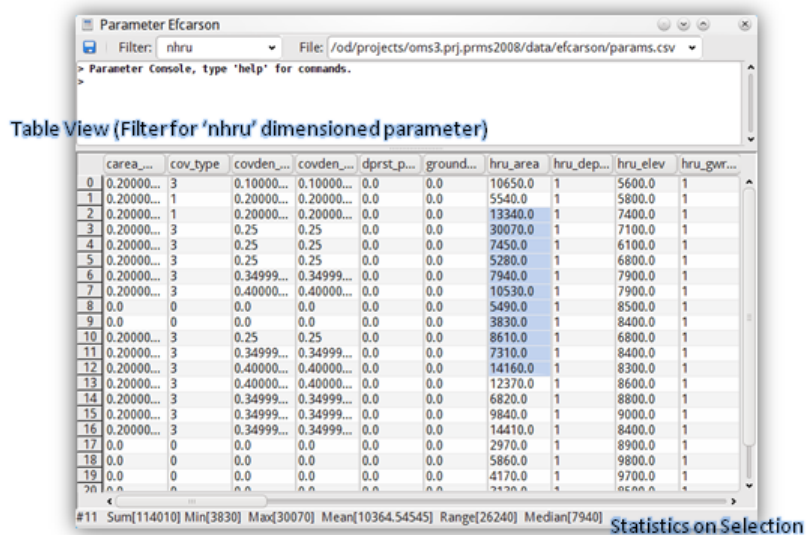 Parameter Efcarson
Filter: nhru File: /od/projects/oms3.prj.prms2008/data/efcarson/params.csv
> Parameter Console, type 'help' for commands.
>
Table View (Filter for 'nhru' dimensioned parameter)
carea_... cov_type covden_... covden_... dprst_p... ground... hru_area hru_dep... hru_elev hru_gwr...
0 0.20000... 3 0.10000... 0.10000... 0.0 0.0 10650.0 1 5600.0 1
1 0.20000... 1 0.20000... 0.20000... 0.0 0.0 5540.0 1 5800.0 1
2 0.20000... 1 0.20000... 0.20000... 0.0 0.0 13340.0 1 7400.0 1
3 0.20000... 3 0.25 0.25 0.0 0.0 30070.0 1 7100.0 1
4 0.20000... 3 0.25 0.25 0.0 0.0 7450.0 1 6100.0 1
5 0.20000... 3 0.25 0.25 0.0 0.0 5280.0 1 6800.0 1
6 0.20000... 3 0.34999... 0.34999... 0.0 0.0 7940.0 1 7900.0 1
7 0.20000... 3 0.40000... 0.40000... 0.0 0.0 10530.0 1 7900.0 1
8 0.0 0 0.0 0.0 0.0 0.0 5490.0 1 8500.0 1
9 0.0 0 0.0 0.0 0.0 0.0 3830.0 1 8400.0 1
10 0.20000... 3 0.25 0.25 0.0 0.0 8610.0 1 6800.0 1
11 0.20000... 3 0.34999... 0.34999... 0.0 0.0 7310.0 1 8400.0 1
12 0.20000... 3 0.40000... 0.40000... 0.0 0.0 14160.0 1 8300.0 1
13 0.20000... 3 0.40000... 0.40000... 0.0 0.0 12370.0 1 8600.0 1
14 0.20000... 3 0.34999... 0.34999... 0.0 0.0 6820.0 1 8800.0 1
15 0.20000... 3 0.34999... 0.34999... 0.0 0.0 9840.0 1 9000.0 1
16 0.20000... 3 0.34999... 0.34999... 0.0 0.0 14410.0 1 8400.0 1
17 0.0 0 0.0 0.0 0.0 0.0 2970.0 1 8900.0 1
18 0.0 0 0.0 0.0 0.0 0.0 5860.0 1 9800.0 1
19 0.0 0 0.0 0.0 0.0 0.0 4170.0 1 9700.0 1
20
#11 Sum[114010] Min[3830] Max[30070] Mean[10364.54545] Range[26240] Median[7940]
Statistics on Selection